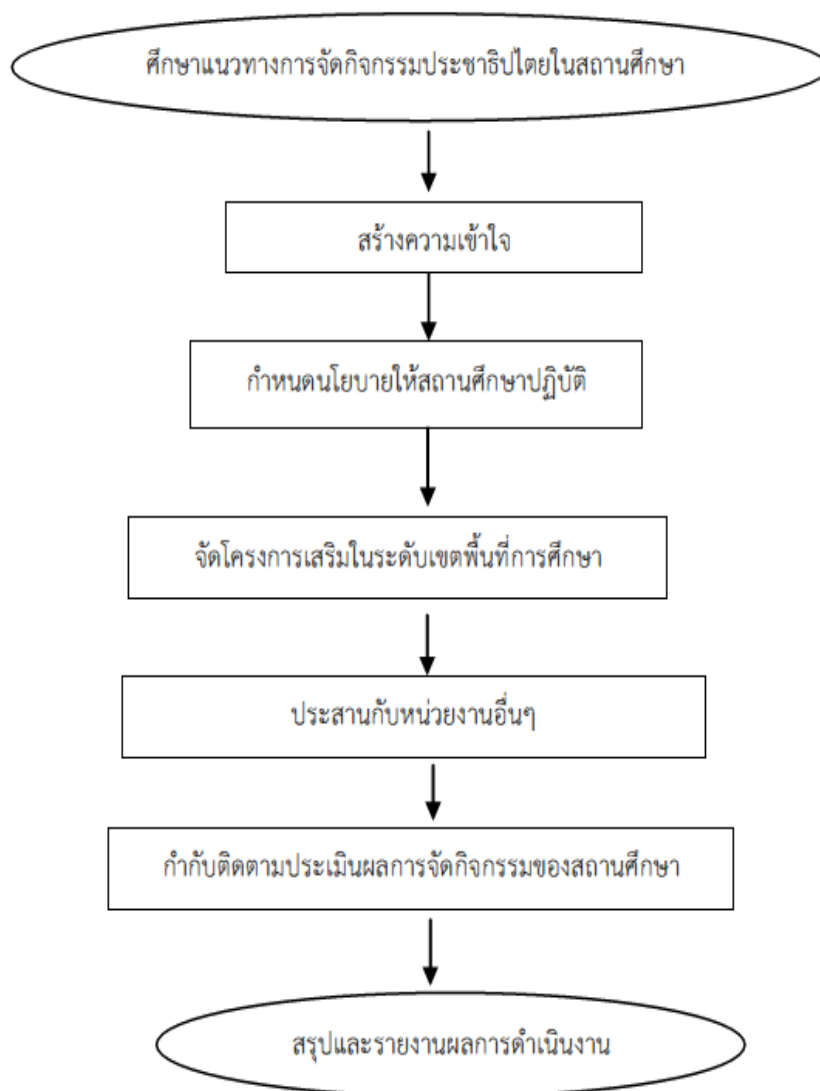 ศึกษาแนวทางการจัดกิจกรรมประชาธิปไตยในสถานศึกษา
สร้างความเข้าใจ
กำหนดนโยบายให้สถานศึกษาปฏิบัติ
จัดโครงการเสริมในระดับเขตพื้นที่การศึกษา
ประสานกับหน่วยงานอื่นๆ
กำกับติดตามประเมินผลการจัดกิจกรรมของสถานศึกษา
สรุปและรายงานผลการดำเนินงาน